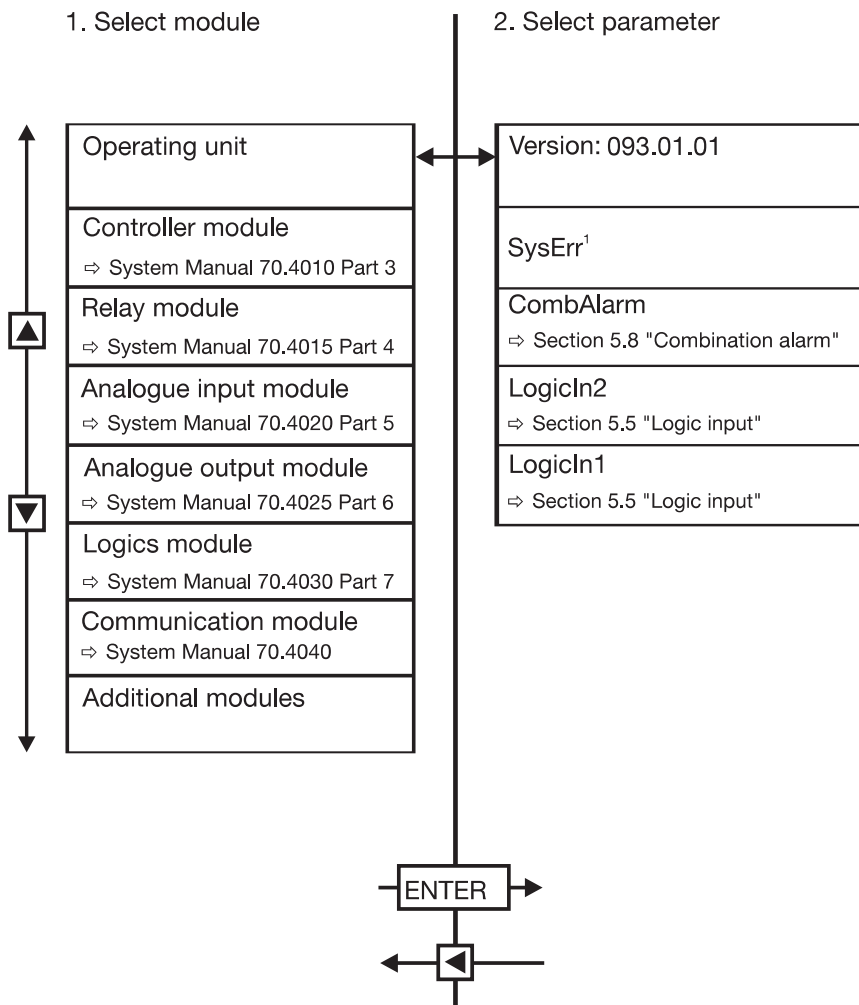 1. Select module
2. Select parameter
Operating unit
Controller module
⇨ System Manual 70.4010 Part 3
Relay module
⇨ System Manual 70.4015 Part 4
Analogue input module
⇨ System Manual 70.4020 Part 5
Analogue output module
⇨ System Manual 70.4025 Part 6
Logics module
⇨ System Manual 70.4030 Part 7
Communication module
⇨ System Manual 70.4040
Additional modules
Version: 093.01.01
SysErr¹
CombAlarm
⇨ Section 5.8 "Combination alarm"
LogicIn2
⇨ Section 5.5 "Logic input"
LogicIn1
⇨ Section 5.5 "Logic input"
ENTER